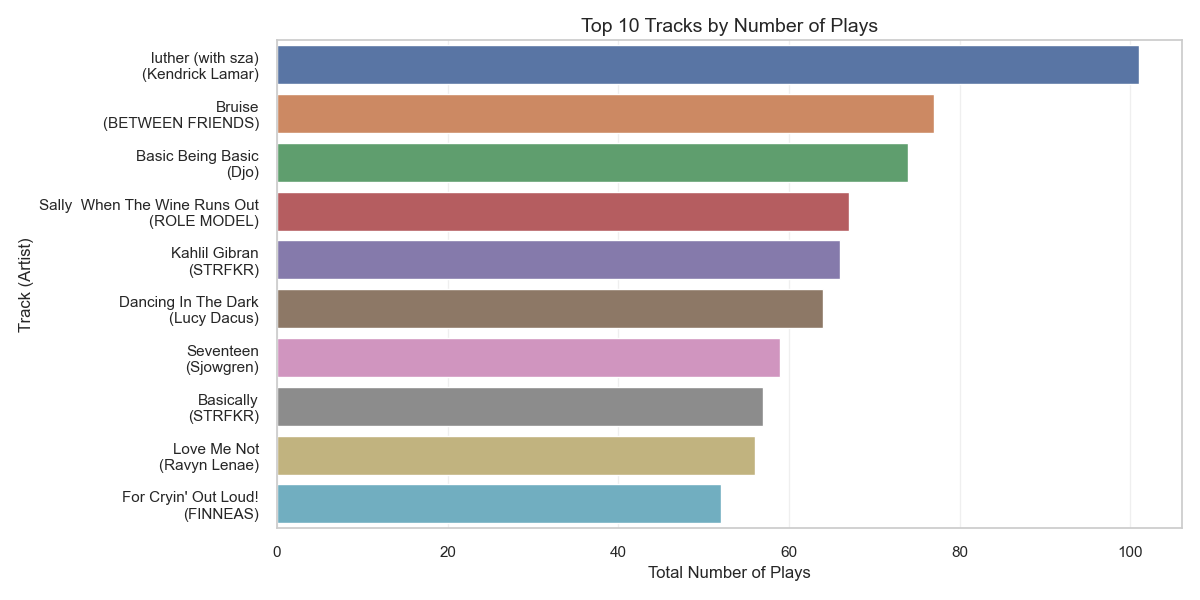 Top 10 Tracks by Number of Plays
luther (with sza)
(Kendrick Lamar)
Bruise
(BETWEEN FRIENDS)
Basic Being Basic
(Djo)
Sally  When The Wine Runs Out
(ROLE MODEL)
Kahlil Gibran
(STRFKR)
Dancing In The Dark
(Lucy Dacus)
Seventeen
(Sjowgren)
Basically
(STRFKR)
Love Me Not
(Ravyn Lenae)
For Cryin' Out Loud!
(FINNEAS)
Track (Artist)
0 20 40 60 80 100
Total Number of Plays